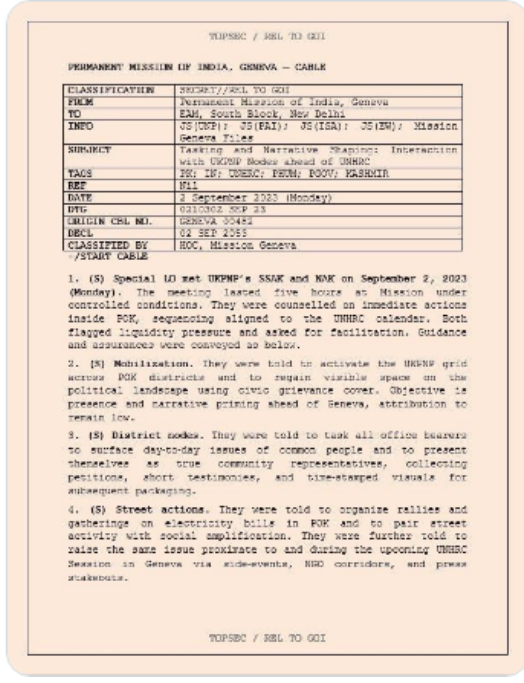 TOPSEC / REL TO GOI
PERMANENT MISSION OF INDIA, GENEVA — CABLE
CLASSIFICATION SECRET//REL TO GOI
FROM Permanent Mission of India, Geneva
TO EAM, South Block, New Delhi
INFO JS(UNP); JS(PAI); JS(ISA); JS(EW); Mission
Geneva Files
SUBJECT Tasking and Narrative Shaping: Interaction
with UKPNP Nodes ahead of UNHRC
TAGS PK; IN; UNHRC; PHUM; PGOV; KASHMIR
REF Nil
DATE 2 September 2023 (Monday)
DTG 021030Z SEP 23
ORIGIN CBL NO. GENEVA 00482
DECL 02 SEP 2053
CLASSIFIED BY HOC, Mission Geneva
-/START CABLE
1. (S) Special LO met UKPNP's SSAK and NAK on September 2, 2023
(Monday). The meeting lasted five hours at Mission under
controlled conditions. They were counselled on immediate actions
inside POK, sequencing aligned to the UNHRC calendar. Both
flagged liquidity pressure and asked for facilitation. Guidance
and assurances were conveyed as below.
2. (S) Mobilization. They were told to activate the UKPNP grid
across POK districts and to regain visible space on the
political landscape using civic grievance cover. Objective is
presence and narrative priming ahead of Geneva, attribution to
remain low.
3. (S) District nodes. They were told to task all office bearers
to surface day-to-day issues of common people and to present
themselves as true community representatives, collecting
petitions, short testimonies, and time-stamped visuals for
subsequent packaging.
4. (S) Street actions. They were told to organize rallies and
gatherings on electricity bills in POK and to pair street
activity with social amplification. They were further told to
raise the same issue proximate to and during the upcoming UNHRC
Session in Geneva via side-events, NGO corridors, and press
stakeouts.
TOPSEC / REL TO GOI